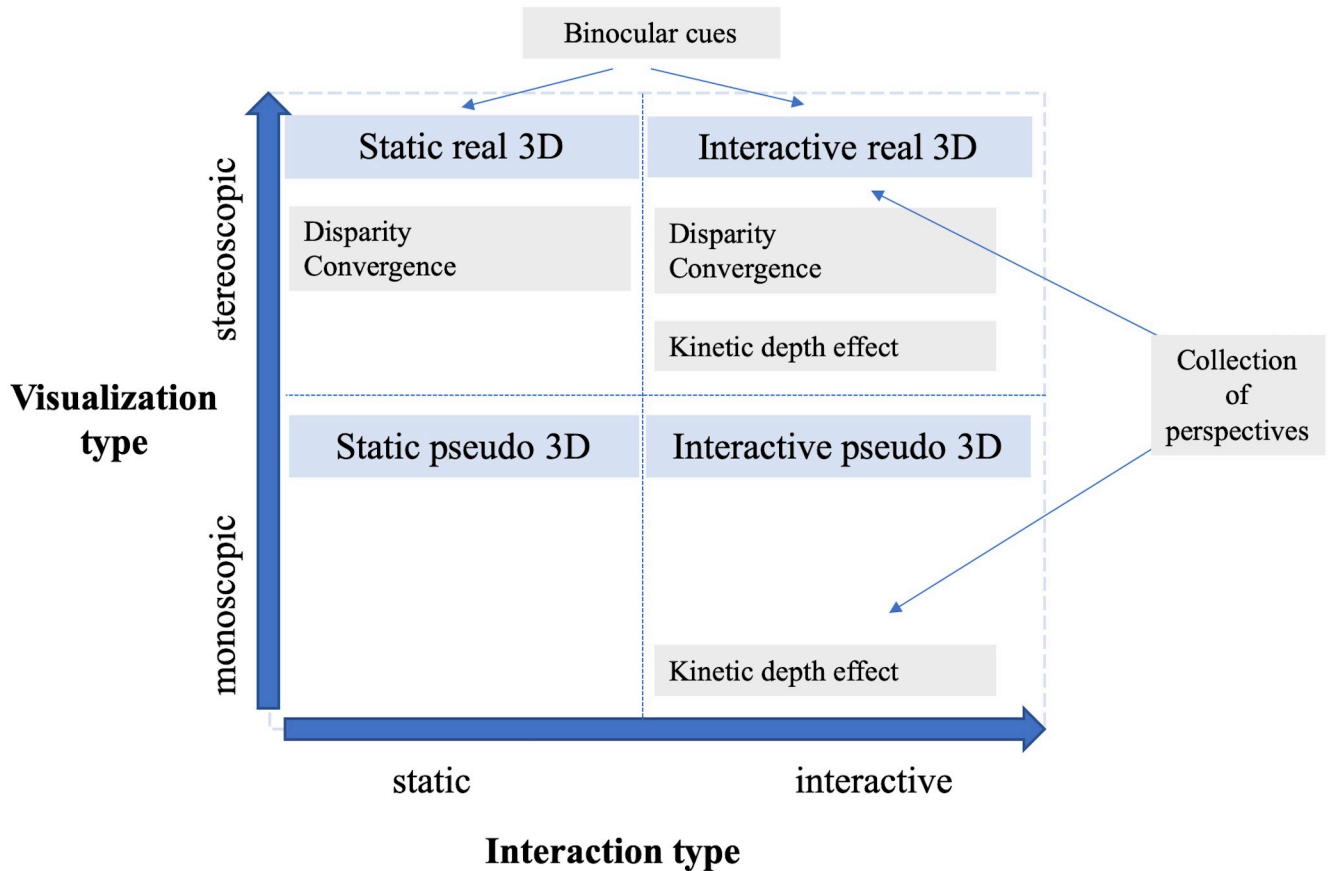 Binocular cues
Static real 3D
Interactive real 3D
Disparity
Convergence
Disparity
Convergence
Kinetic depth effect
stereoscopic
Visualization
type
Collection
of
perspectives
Static pseudo 3D
Interactive pseudo 3D
monoscopic
Kinetic depth effect
static
interactive
Interaction type